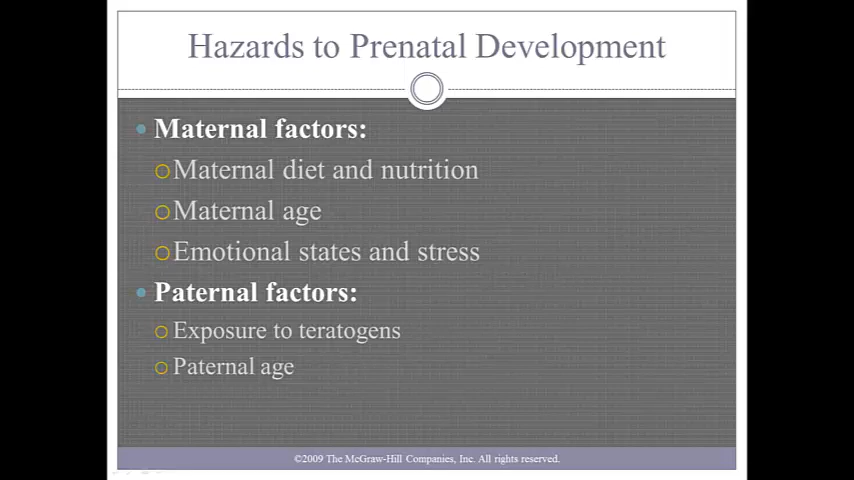 Hazards to Prenatal Development
Maternal factors:
Maternal diet and nutrition
Maternal age
Emotional states and stress
Paternal factors:
Exposure to teratogens
Paternal age
©2009 The McGraw-Hill Companies, Inc. All rights reserved.